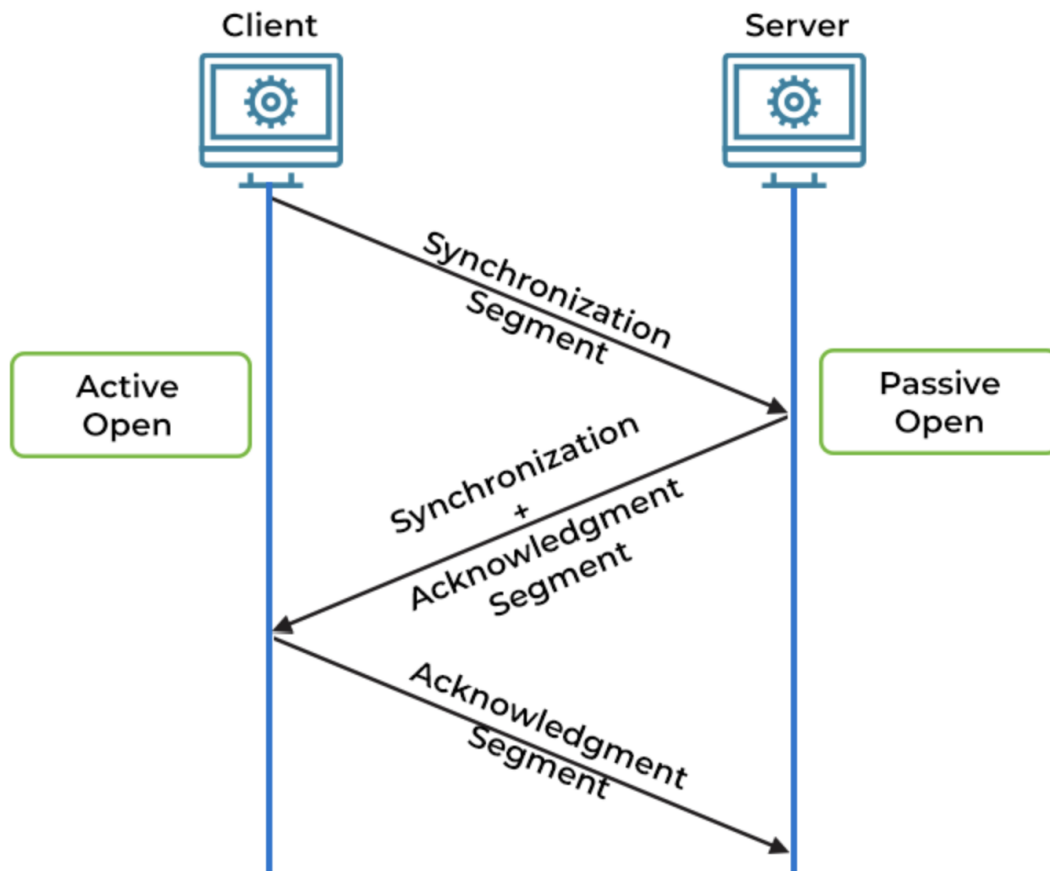 Client
Server
Synchronization
Segment
Active
Open
Passive
Open
Synchronization
+
Acknowledgment
Segment
Acknowledgment
Segment